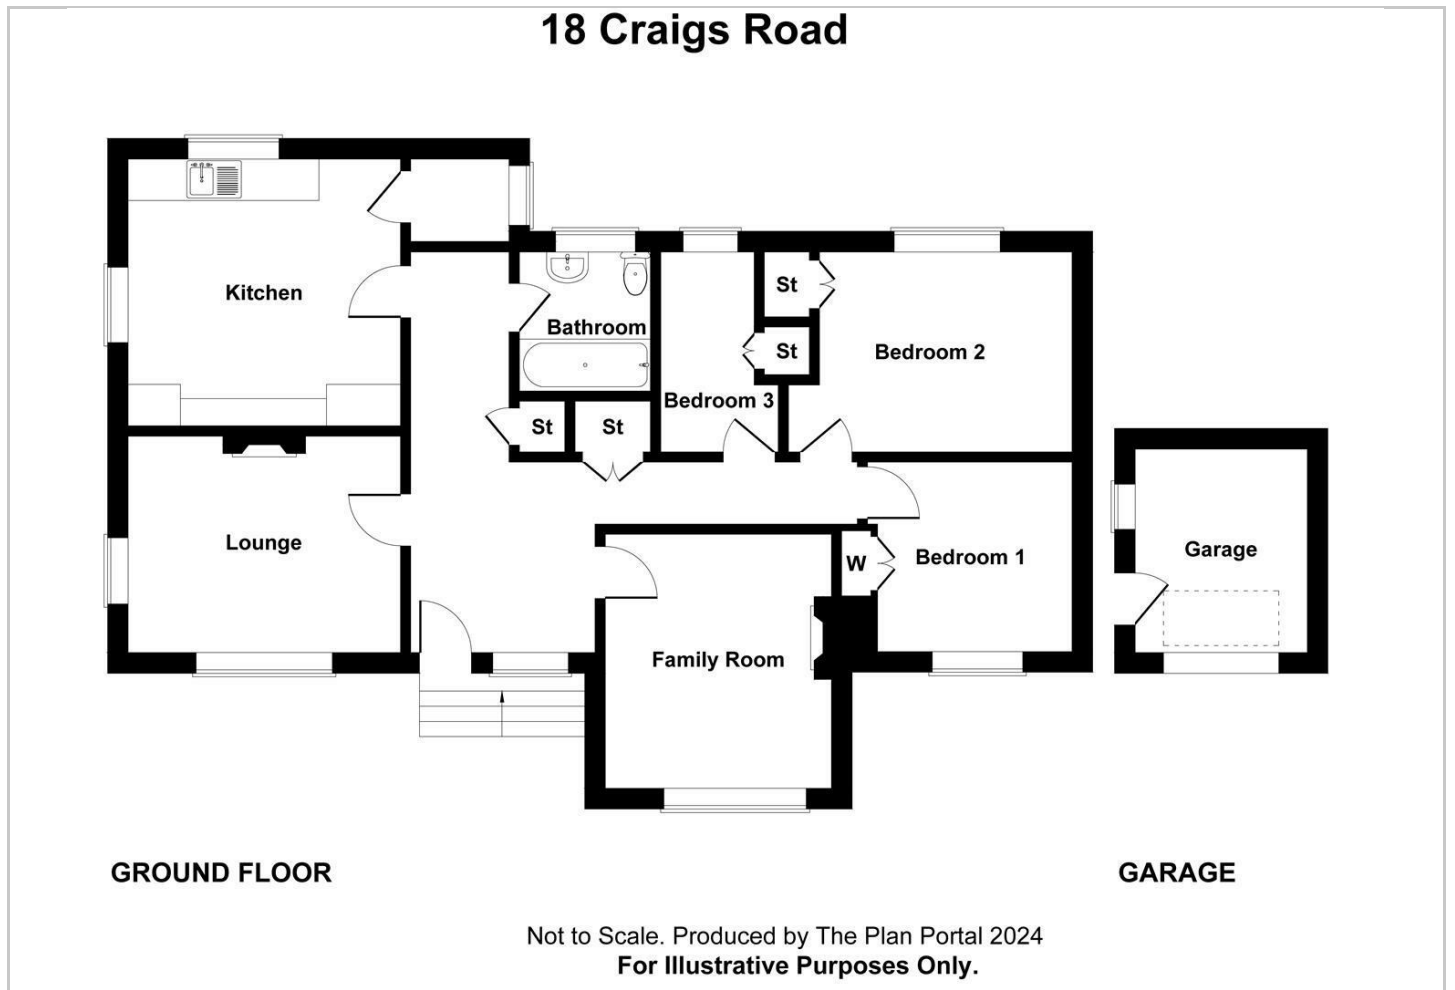 18 Craigs Road
Kitchen
Bathroom
St
St
Bedroom 2
Bedroom 3
St
St
Lounge
W
Bedroom 1
Family Room
Garage
GROUND FLOOR
GARAGE
Not to Scale. Produced by The Plan Portal 2024
For Illustrative Purposes Only.